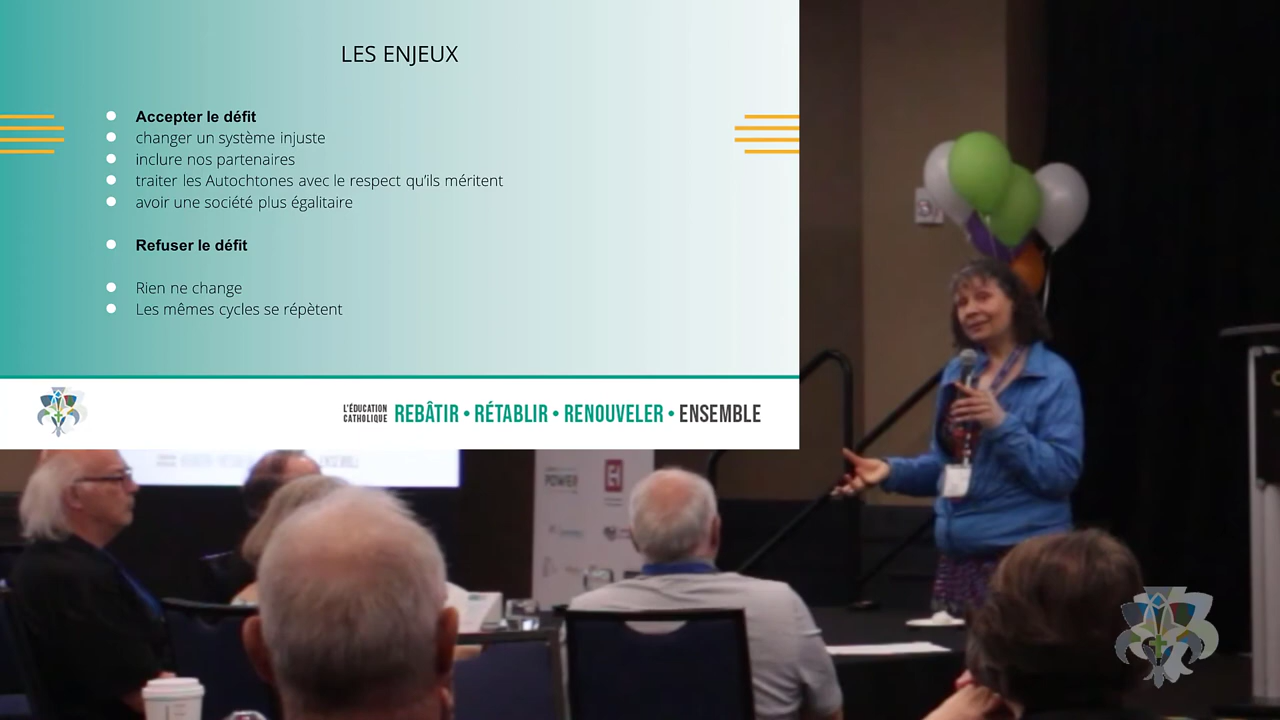 LES ENJEUX
Accepter le défit
changer un système injuste
inclure nos partenaires
traiter les Autochtones avec le respect qu'ils méritent
avoir une société plus égalitaire
Refuser le défit
Rien ne change
Les mêmes cycles se répètent
L'ÉDUCATION
CATHOLIQUE
REBÂTIR • RÉTABLIR • RENOUVELER • ENSEMBLE
POWER